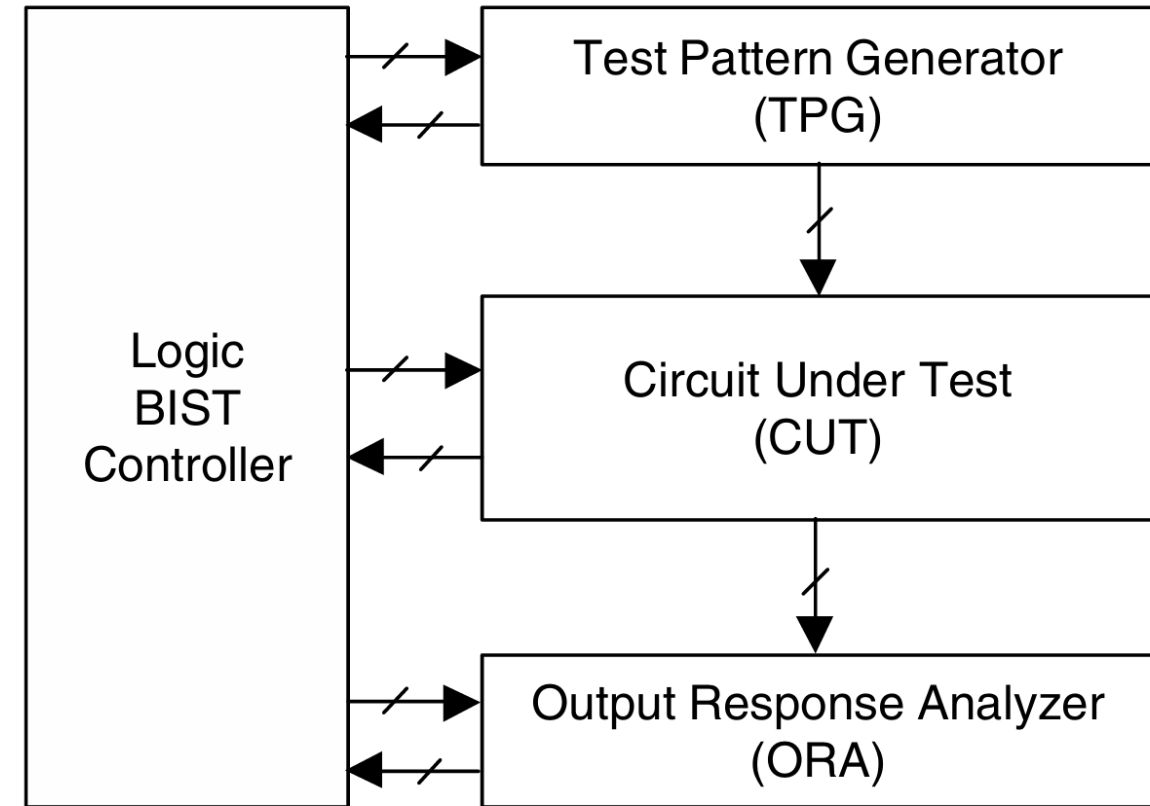 Logic
BIST
Controller
Test Pattern Generator
(TPG)
Circuit Under Test
(CUT)
Output Response Analyzer
(ORA)